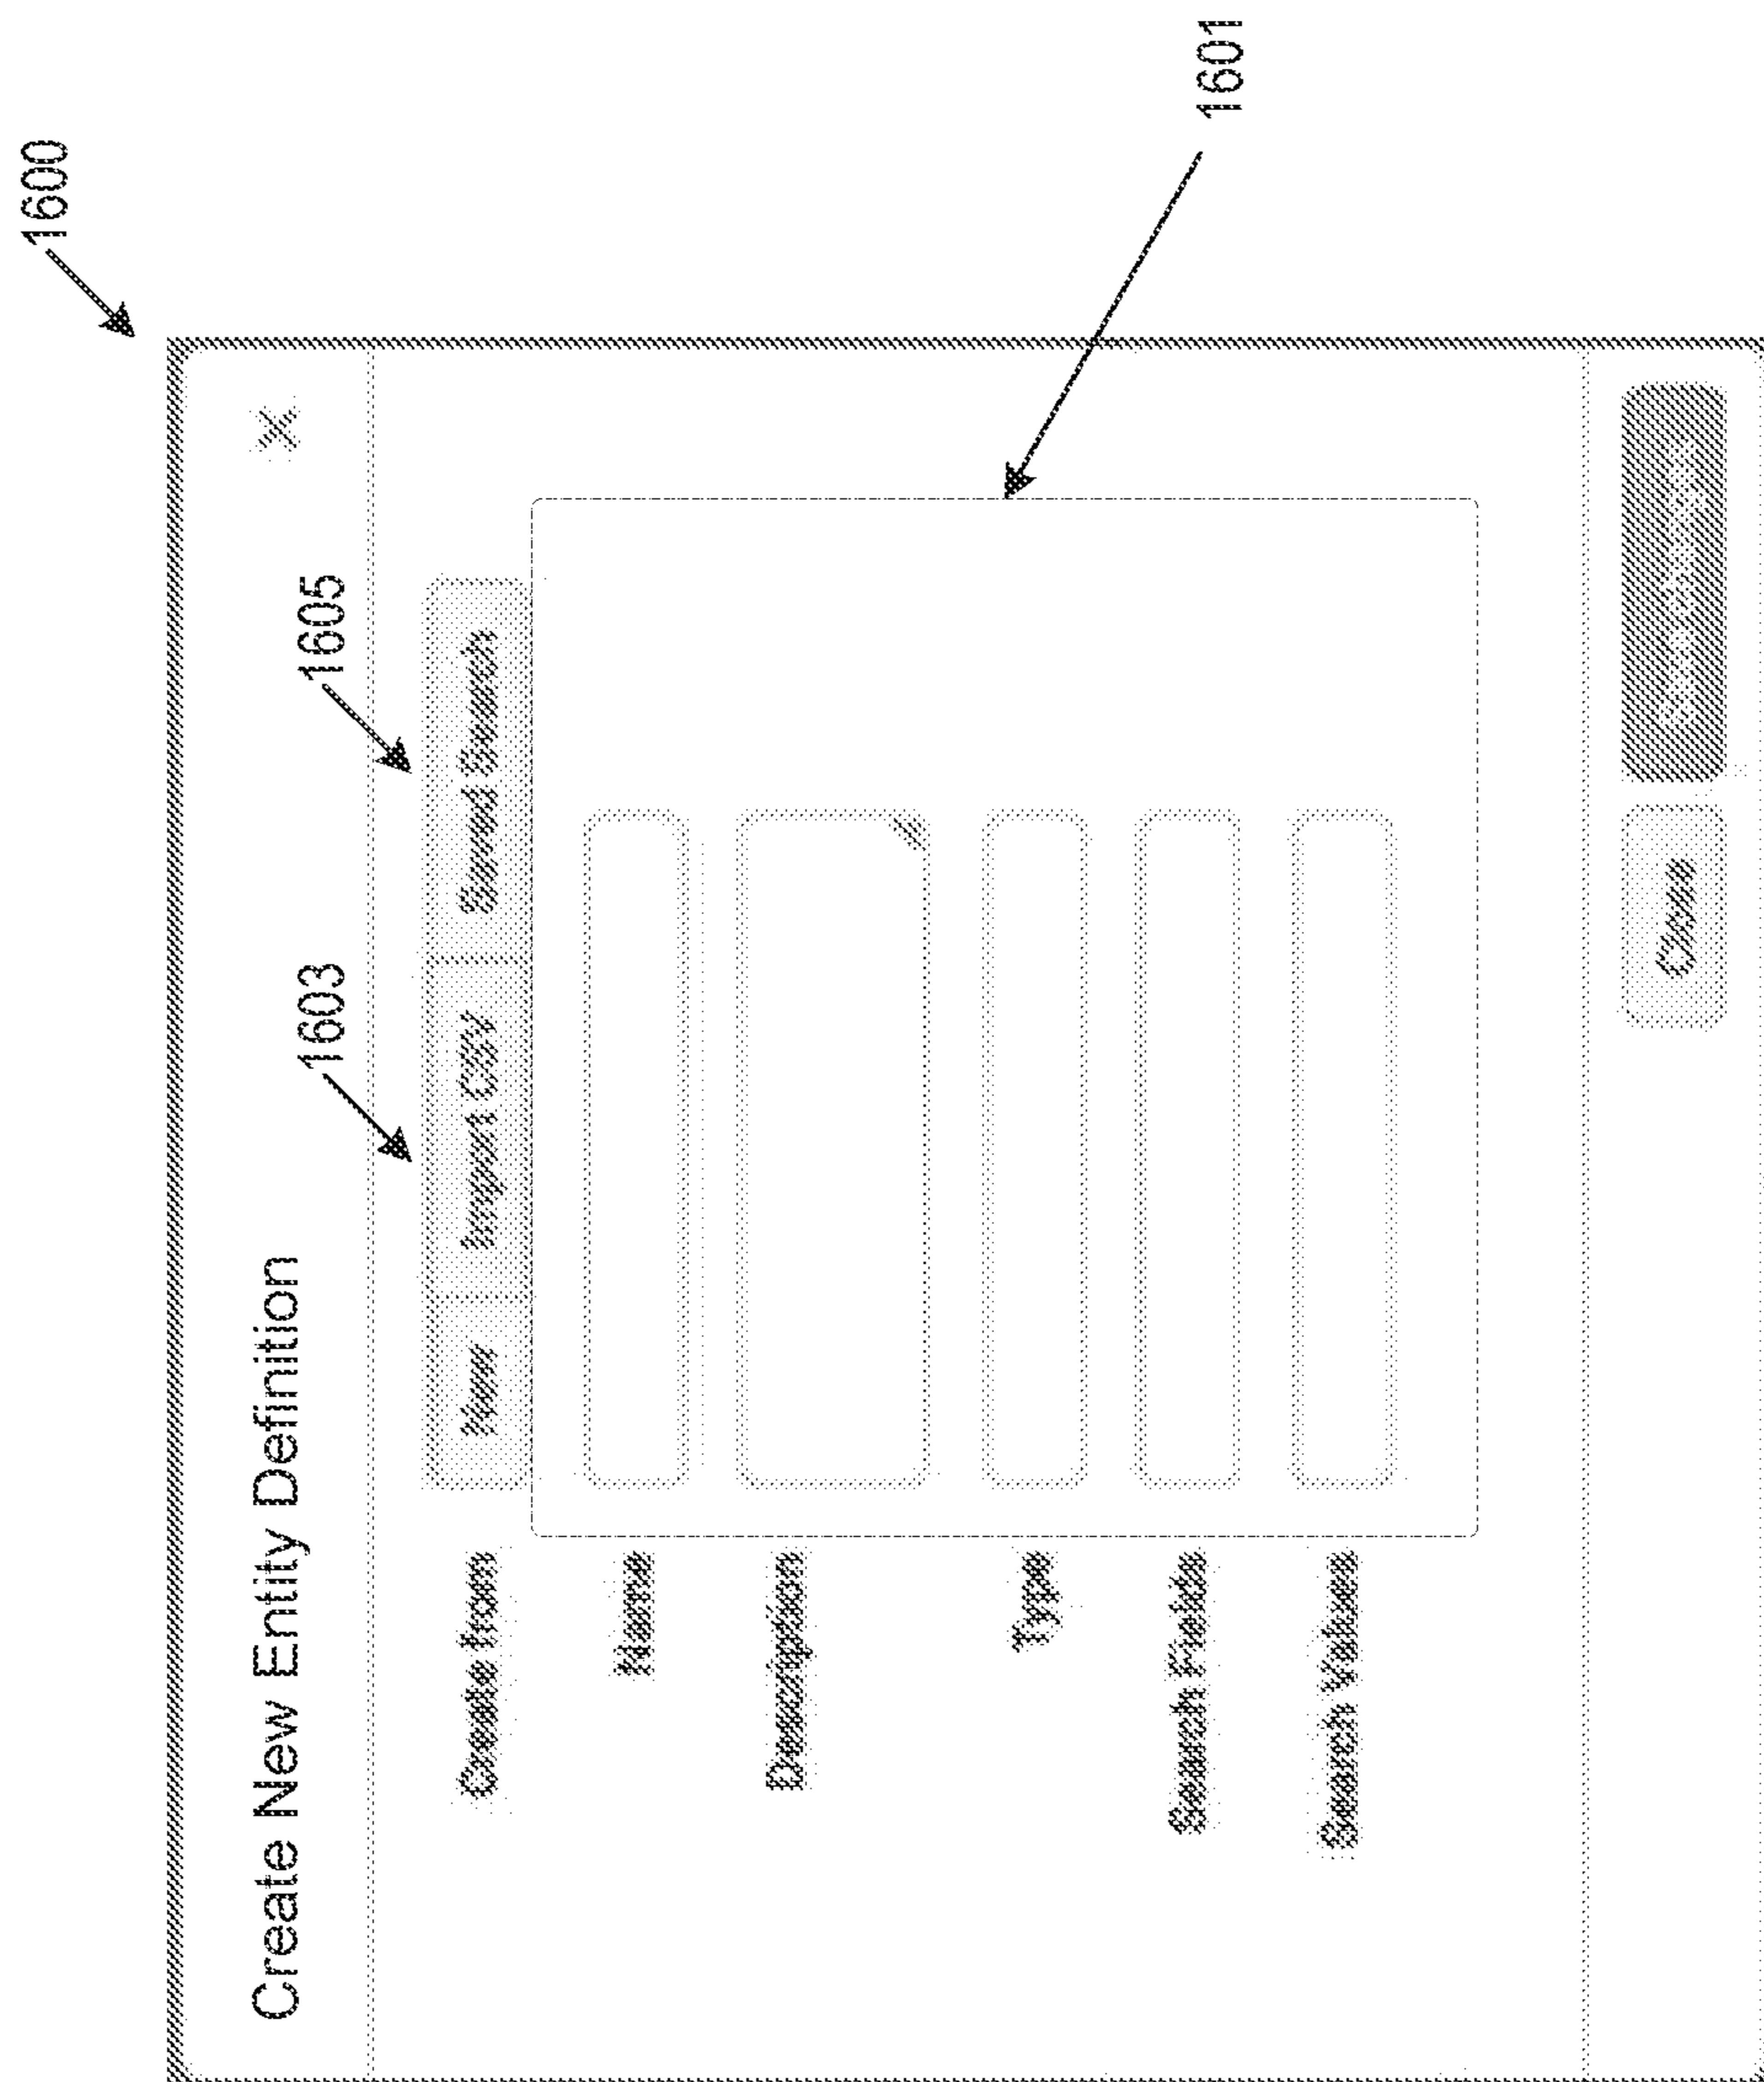 1600
Create New Entity Definition
1603
1605
Create from
New
Import CSV
Saved Search
Name
1601
Description
Type
Search Fields
Search Values
Close